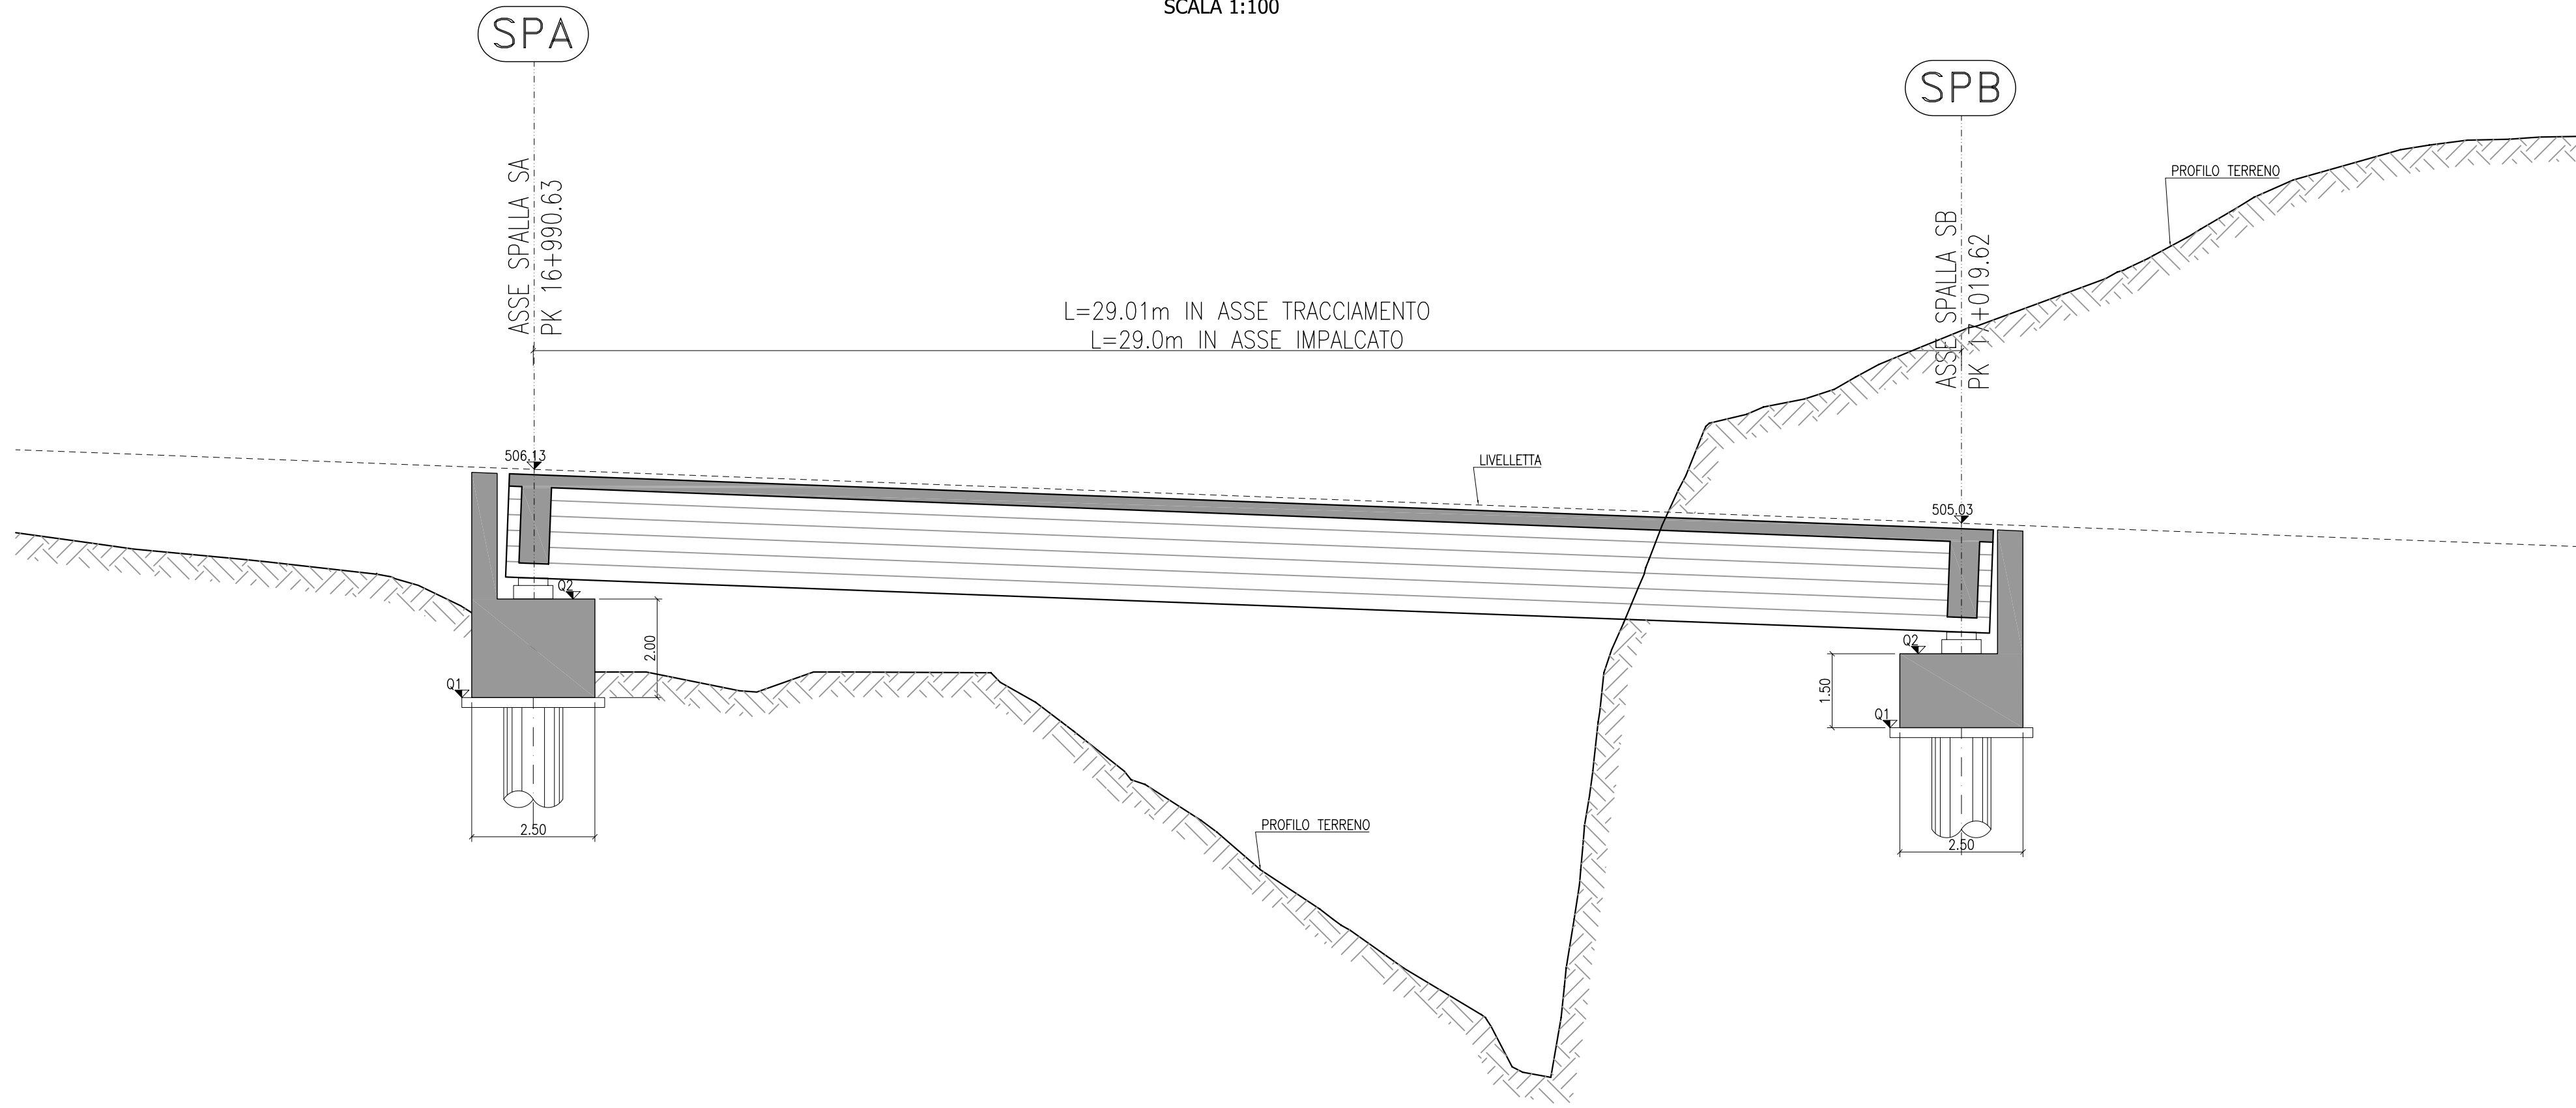 SCALA 1:100
SPA
SPB
ASSE SPALLA SA
PK 16+990.63
ASSE SPALLA SB
PK 17+019.62
PROFILO TERRENO
L=29.01m IN ASSE TRACCIAMENTO
L=29.0m IN ASSE IMPALCATO
506.13
LIVELLETTA
505.03
Q2
2.00
Q1
2.50
Q2
1.50
Q1
2.50
PROFILO TERRENO